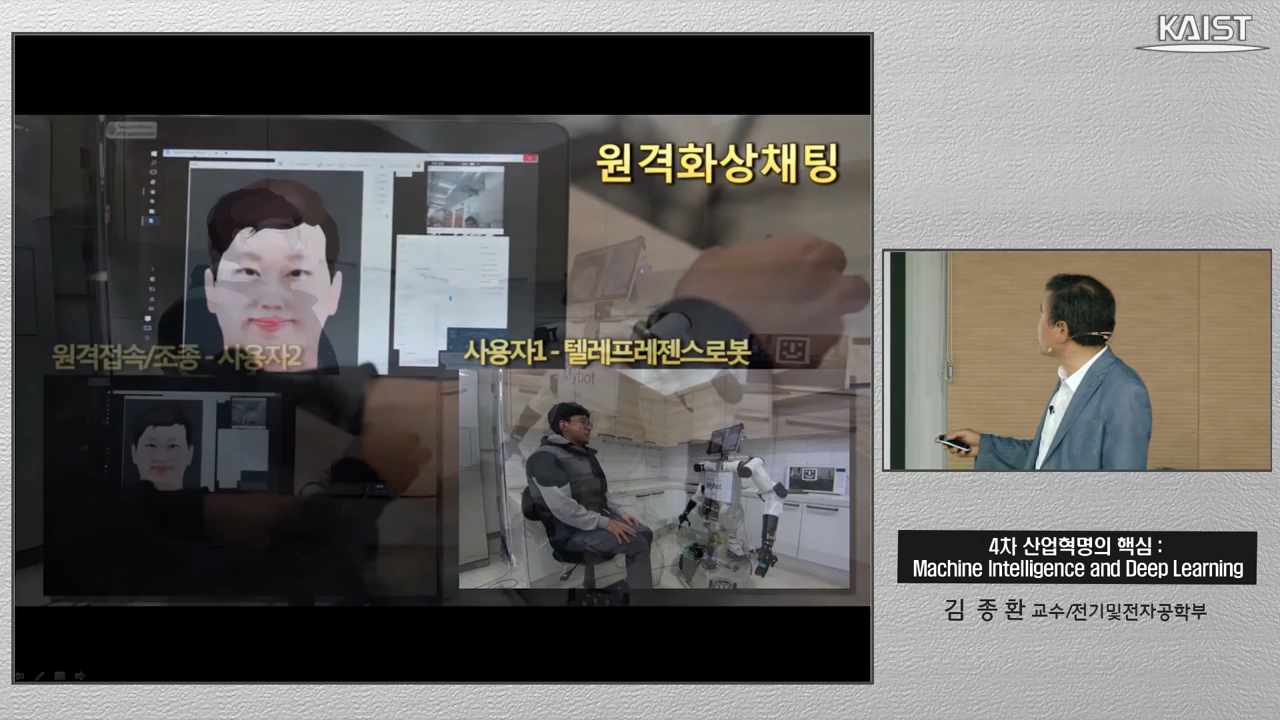 KAIST
원격화상채팅
원격접속/조종 - 사용자2
사용자1 - 텔레프레젠스로봇
Mybot
Mybot
4차 산업혁명의 핵심 :
Machine Intelligence and Deep Learning
김 종 환 교수/전기및전자공학부